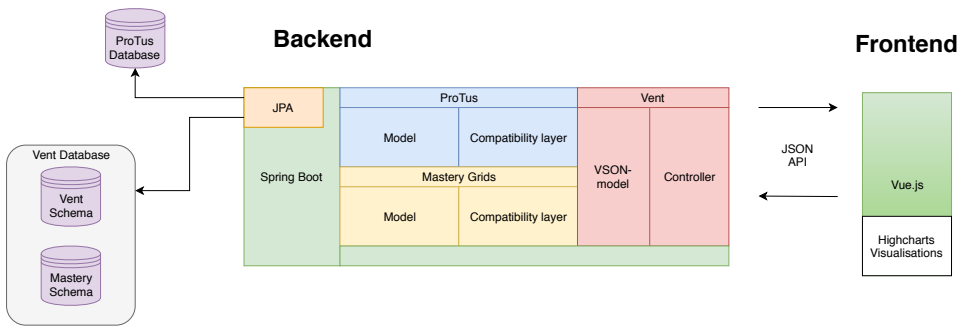 Backend
Frontend
ProTus
Database
JPA
ProTus
Vent
Model
Compatibility layer
Mastery Grids
Model
Compatibility layer
Spring Boot
VSON-
model
Controller
JSON
API
Vue.js
Highcharts
Visualisations
Vent Database
Vent
Schema
Mastery
Schema